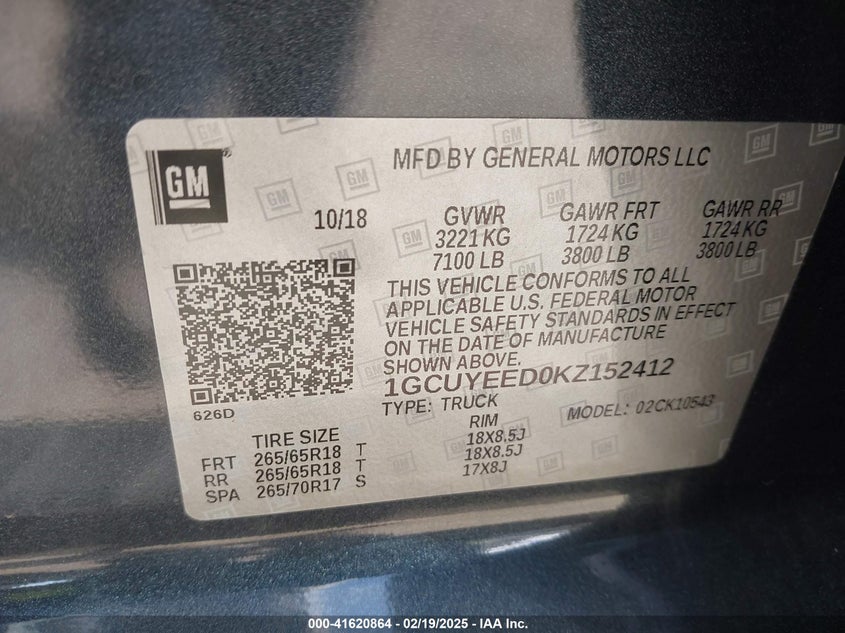 GM
MFD BY GENERAL MOTORS LLC
10/18
GVWR GAWR FRT GAWR RR
3221 KG 1724 KG 1724 KG
7100 LB 3800 LB 3800 LB
THIS VEHICLE CONFORMS TO ALL
APPLICABLE U.S. FEDERAL MOTOR
VEHICLE SAFETY STANDARDS IN EFFECT
ON THE DATE OF MANUFACTURE
SHOWN ABOVE.
1GCUYEED0KZ152412
626D
TYPE: TRUCK MODEL: 02CK10543
TIRE SIZE RIM
FRT 265/65R18 T 18X8.5J
RR 265/65R18 T 18X8.5J
SPA 265/70R17 S 17X8J
000-41620864 / 02/19/2025 - IAA Inc.